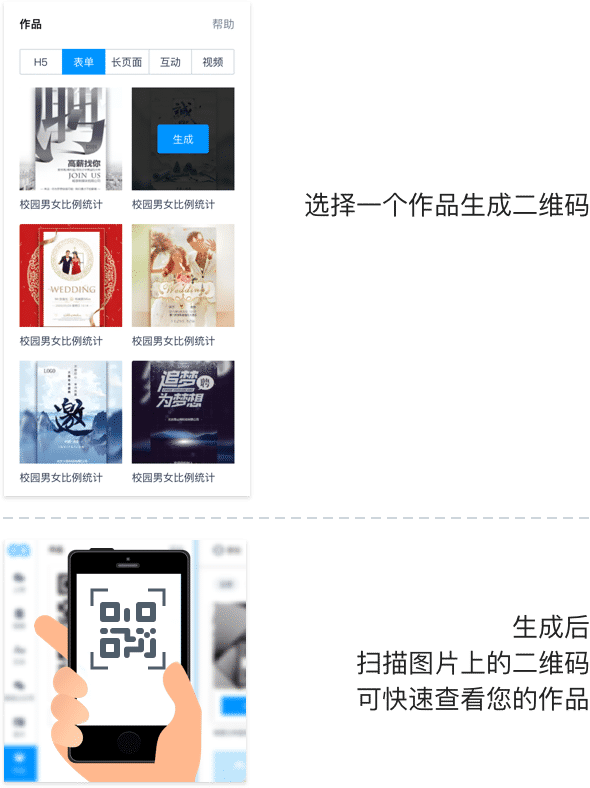 作品
帮助
H5
表单
长页面
互动
视频
聘
高薪找你
JOIN US
生成
校园男女比例统计
校园男女比例统计
WEDDING
Wedding
校园男女比例统计
校园男女比例统计
LOGO
邀
追梦
聘
为梦想
校园男女比例统计
校园男女比例统计
选择一个作品生成二维码
生成后
扫描图片上的二维码
可快速查看您的作品